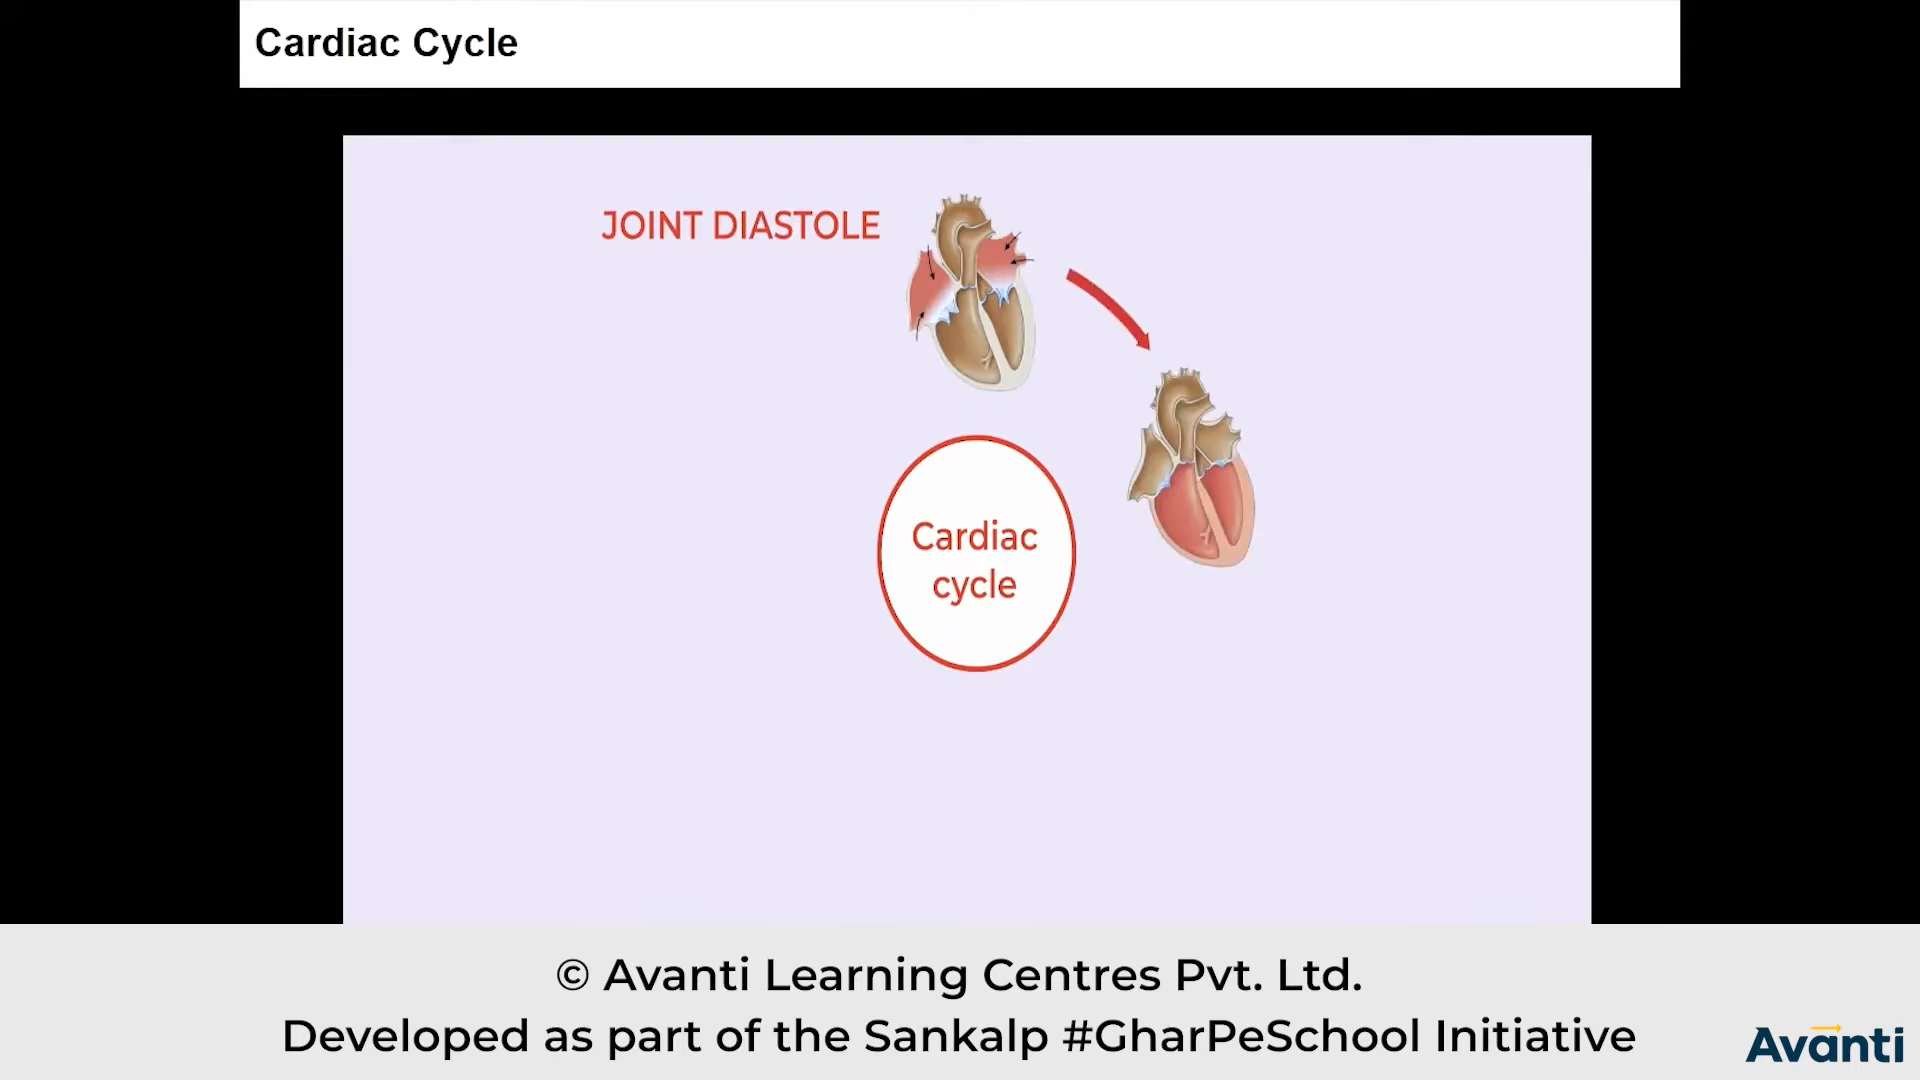 Cardiac Cycle
JOINT DIASTOLE
Cardiac
cycle
© Avanti Learning Centres Pvt. Ltd.
Developed as part of the Sankalp #GharPeSchool Initiative
Avanti